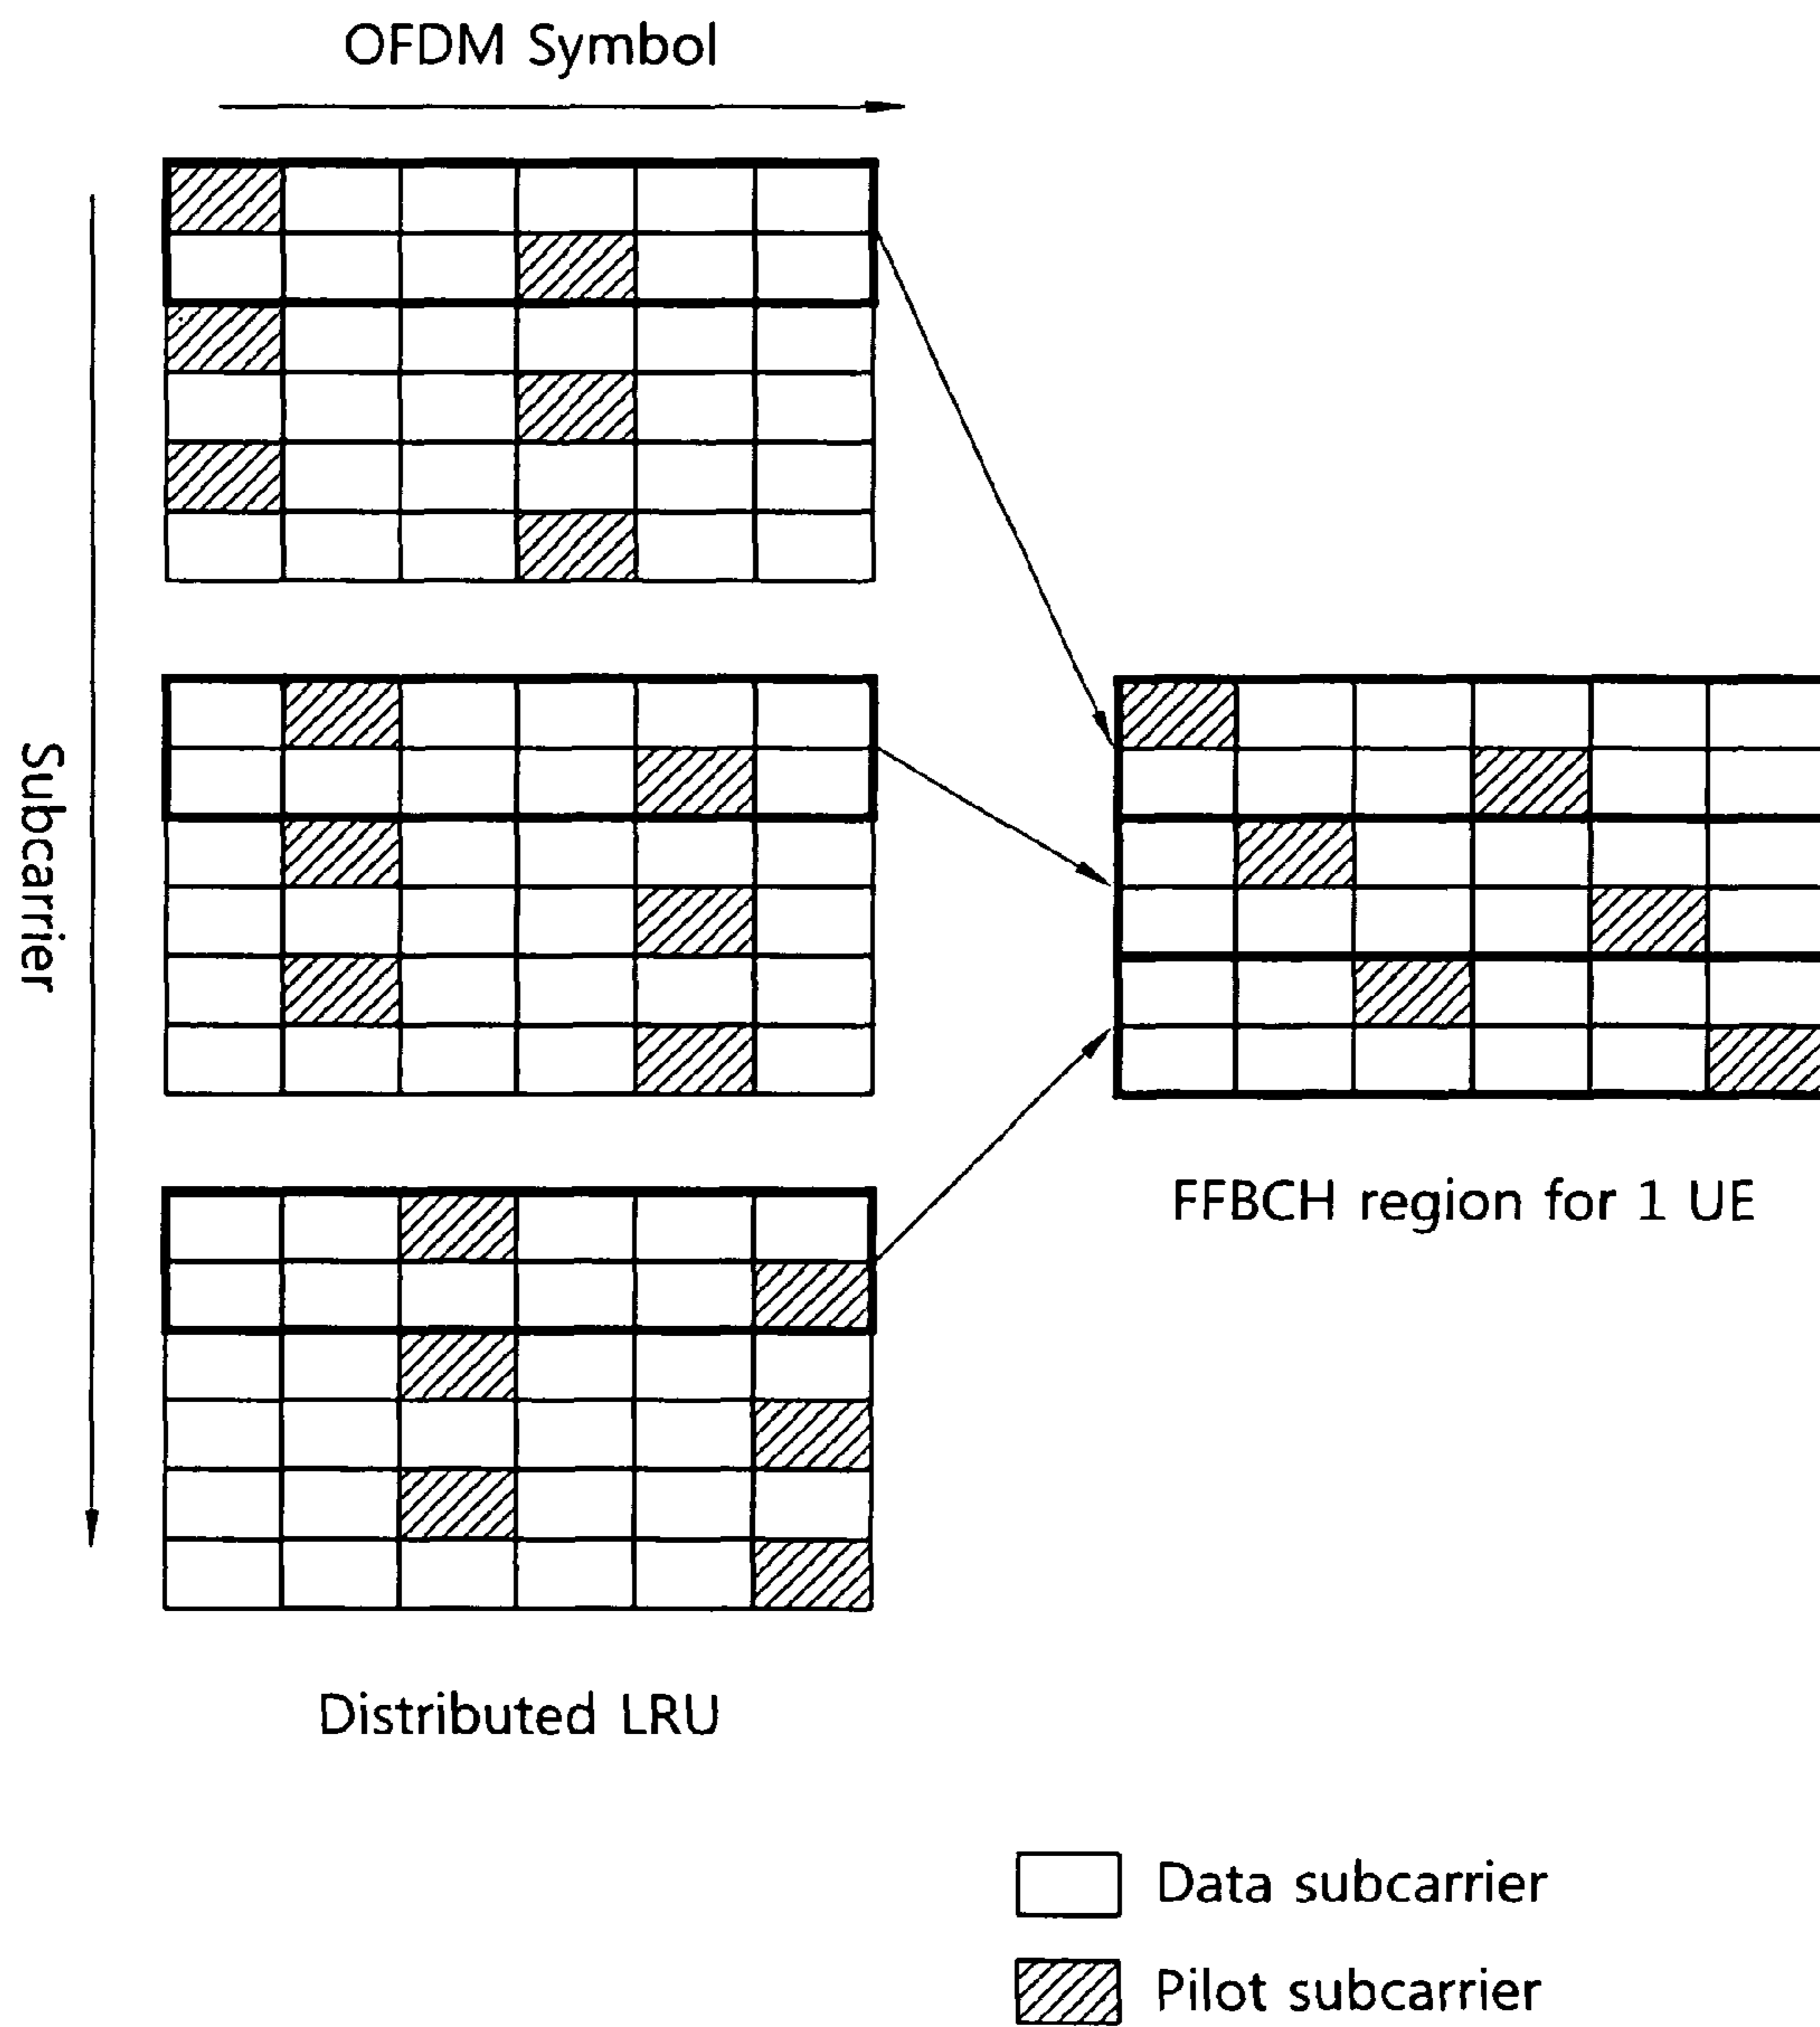 OFDM Symbol
Subcarrier
FFBCH region for 1 UE
Distributed LRU
Data subcarrier
Pilot subcarrier